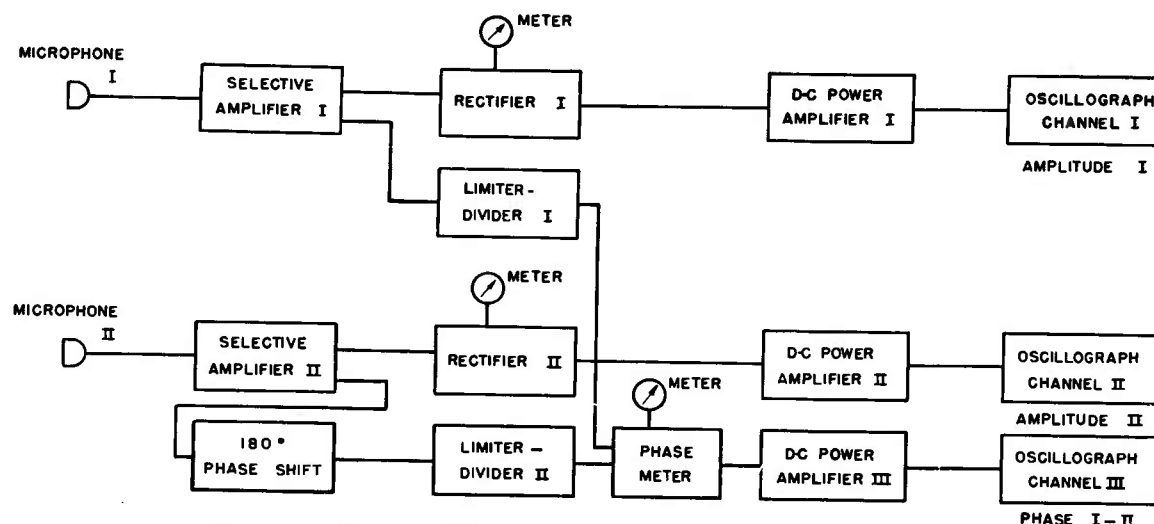 METER
MICROPHONE
I
SELECTIVE
AMPLIFIER I
RECTIFIER I
D-C POWER
AMPLIFIER I
OSCILLOGRAPH
CHANNEL I
AMPLITUDE I
LIMITER-
DIVIDER I
METER
MICROPHONE
II
SELECTIVE
AMPLIFIER II
RECTIFIER II
D-C POWER
AMPLIFIER II
OSCILLOGRAPH
CHANNEL II
AMPLITUDE II
METER
180°
PHASE SHIFT
LIMITER –
DIVIDER II
PHASE
METER
D-C POWER
AMPLIFIER III
OSCILLOGRAPH
CHANNEL III
PHASE I – II